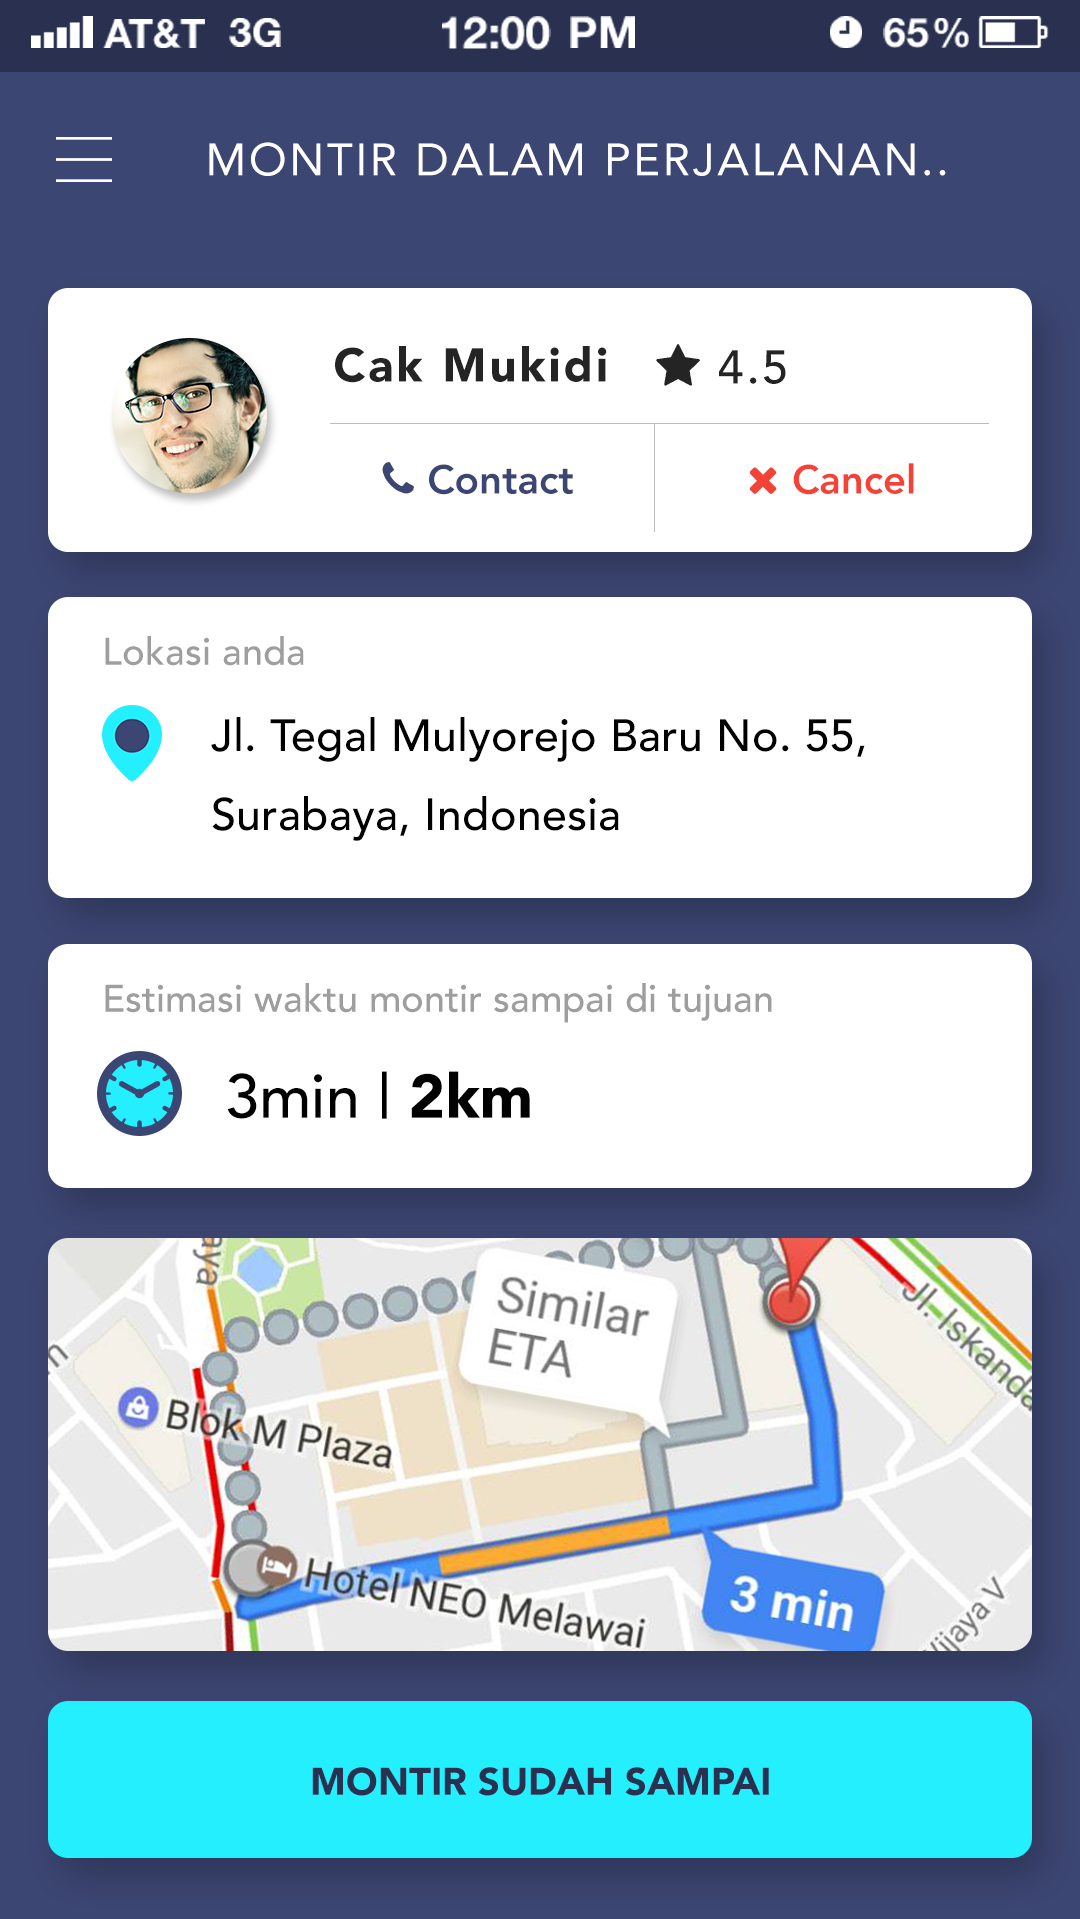 AT&T 3G 12:00 PM 65%
MONTIR DALAM PERJALANAN..
Cak Mukidi 4.5
Contact Cancel
Lokasi anda
Jl. Tegal Mulyorejo Baru No. 55,
Surabaya, Indonesia
Estimasi waktu montir sampai di tujuan
3min | 2km
aya
Similar
ETA
Jl. Iskanda
n
Blok M Plaza
Hotel NEO Melawai
3 min
Wijaya V
MONTIR SUDAH SAMPAI